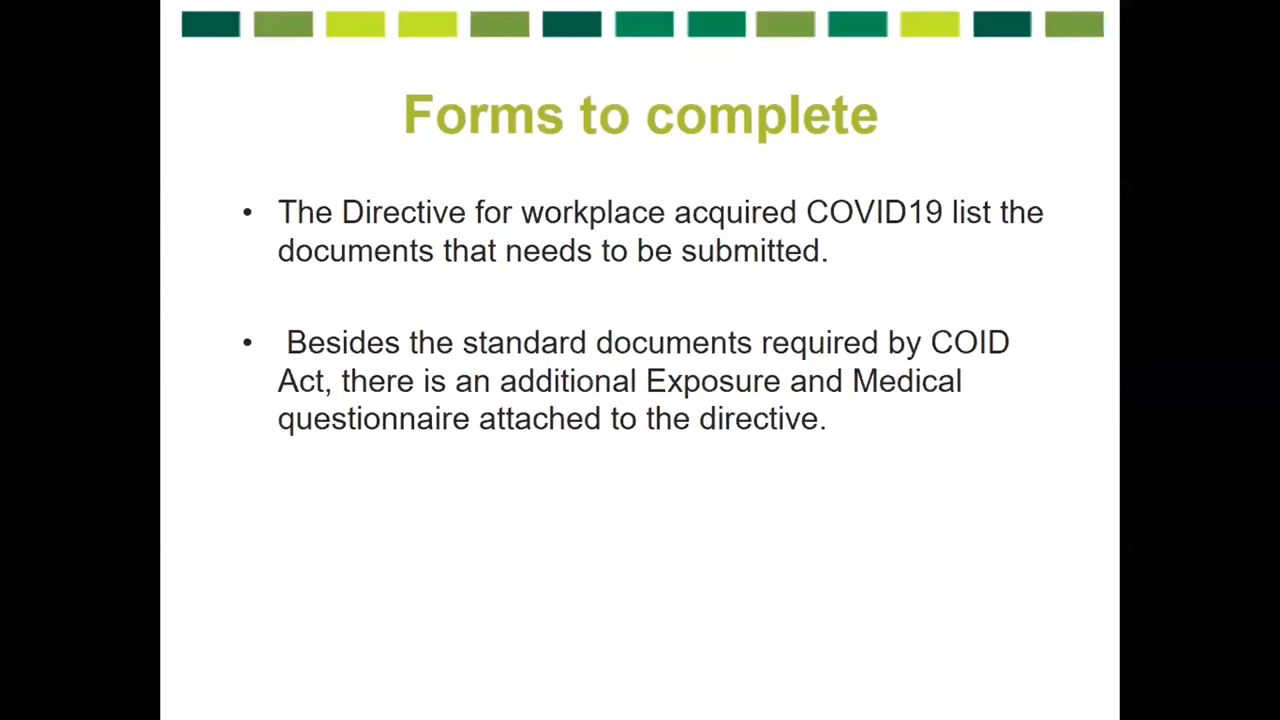 Forms to complete
• The Directive for workplace acquired COVID19 list the
documents that needs to be submitted.
• Besides the standard documents required by COID
Act, there is an additional Exposure and Medical
questionnaire attached to the directive.